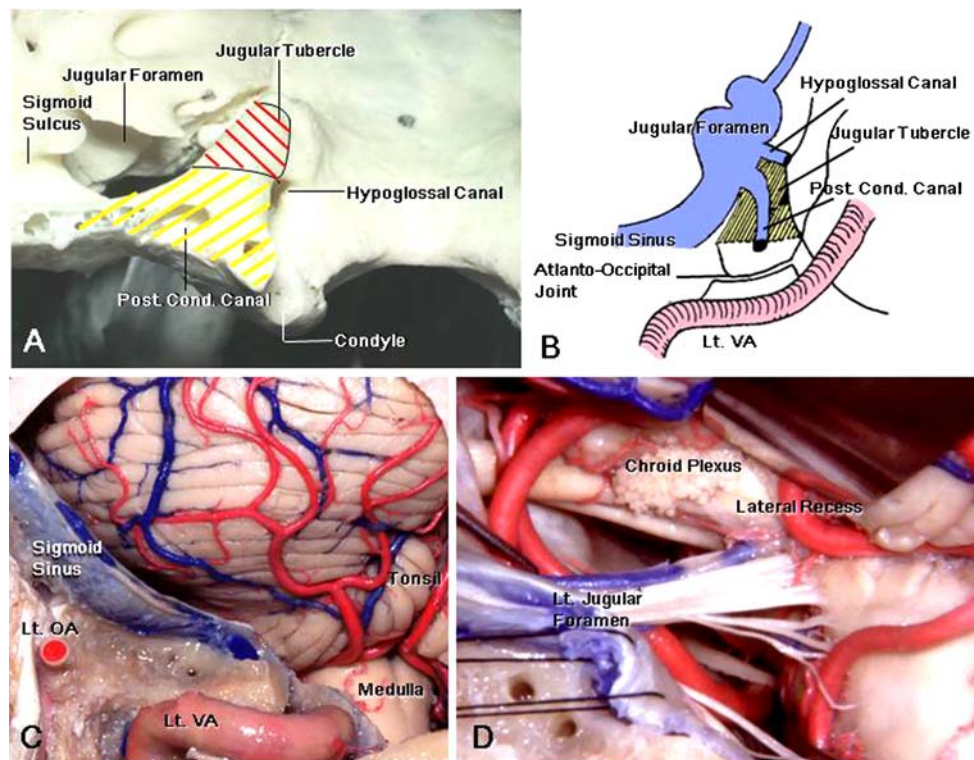 Jugular Tubercle
Jugular Foramen
Sigmoid
Sulcus
Hypoglossal Canal
Post. Cond. Canal
Condyle
A
Hypoglossal Canal
Jugular Foramen
Jugular Tubercle
Post. Cond. Canal
Sigmoid Sinus
Atlanto-Occipital
Joint
Lt. VA
B
Sigmoid
Sinus
Tonsil
Lt. OA
Medulla
Lt. VA
C
Chroid Plexus
Lateral Recess
Lt. Jugular
Foramen
D